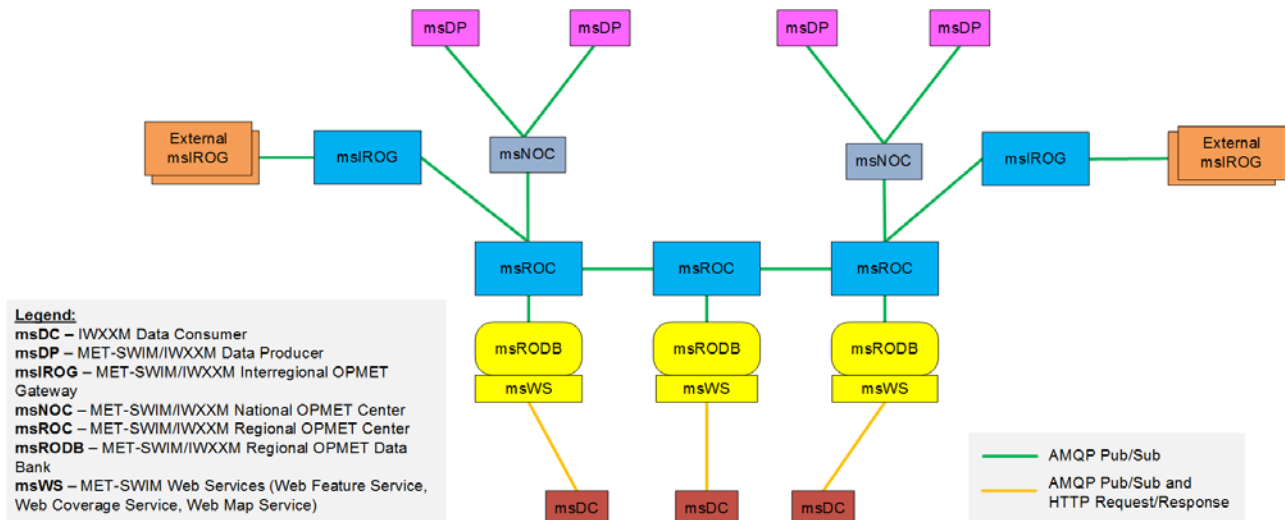 msDP
msDP
msDP
msDP
External
msIROG
msIROG
msNOC
msNOC
msIROG
External
msIROG
msROC
msROC
msROC
msRODB
msRODB
msRODB
msWS
msWS
msWS
msDC
msDC
msDC
Legend:
msDC – IWXXM Data Consumer
msDP – MET-SWIM/IWXXM Data Producer
msIROG – MET-SWIM/IWXXM Interregional OPMET
Gateway
msNOC – MET-SWIM/IWXXM National OPMET Center
msROC – MET-SWIM/IWXXM Regional OPMET Center
msRODB – MET-SWIM/IWXXM Regional OPMET Data
Bank
msWS – MET-SWIM Web Services (Web Feature Service,
Web Coverage Service, Web Map Service)
AMQP Pub/Sub
AMQP Pub/Sub and
HTTP Request/Response